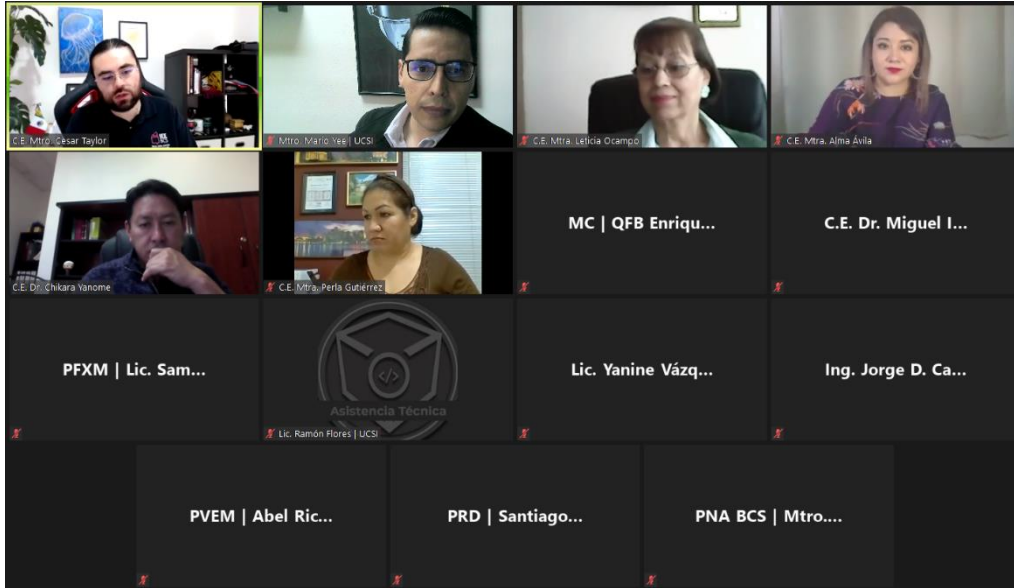 C.E. Mtro. César Taylor
Mtro. Mario Yee | UCSI
C.E. Mtra. Leticia Ocampo
C.E. Mtra. Alma Ávila
C.E. Dr. Chikara Yanome
C.E. Mtra. Perla Gutiérrez
MC | QFB Enriqu...
C.E. Dr. Miguel I...
PFXM | Lic. Sam...
</>
Asistencia Técnica
Lic. Ramón Flores | UCSI
Lic. Yanine Vázq...
Ing. Jorge D. Ca...
PVEM | Abel Ric...
PRD | Santiago...
PNA BCS | Mtro....